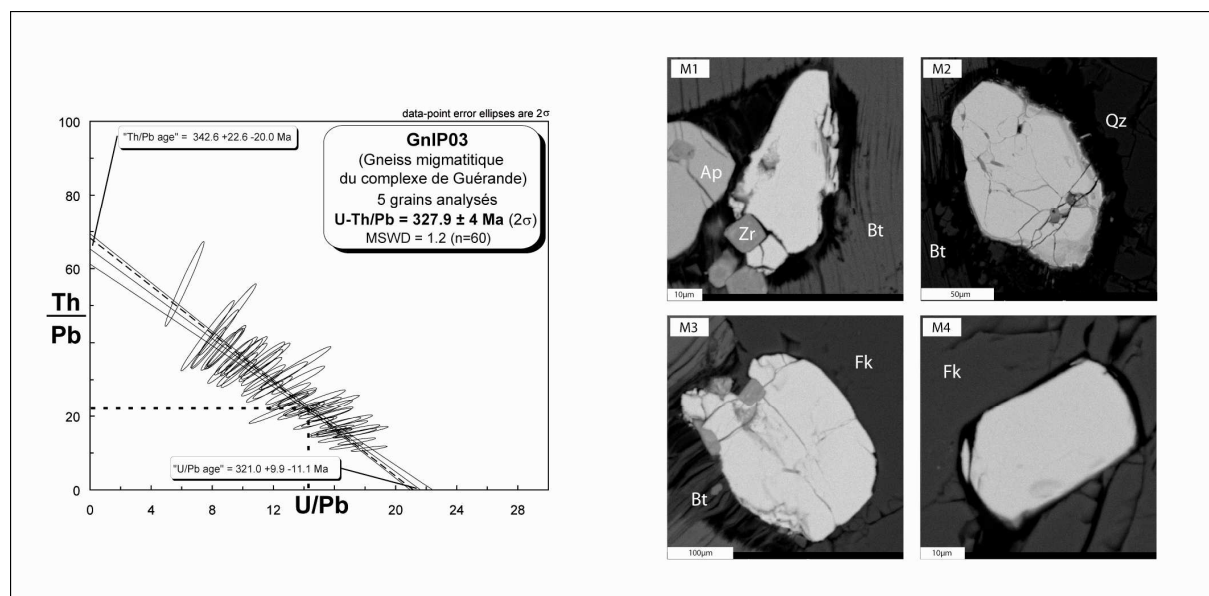 data-point error ellipses are 2σ
100
80
60
40
20
0
Th
Pb
"Th/Pb age" = 342.6 +22.6 -20.0 Ma
GnIP03
(Gneiss migmatitique
du complexe de Guérande)
5 grains analysés
U-Th/Pb = 327.9 ± 4 Ma (2σ)
MSWD = 1.2 (n=60)
"U/Pb age" = 321.0 +9.9 -11.1 Ma
0 4 8 12 16 20 24 28
U/Pb
M1
Ap
Zr
Bt
10µm
M2
Qz
Bt
50µm
M3
Fk
Bt
100µm
M4
Fk
10µm